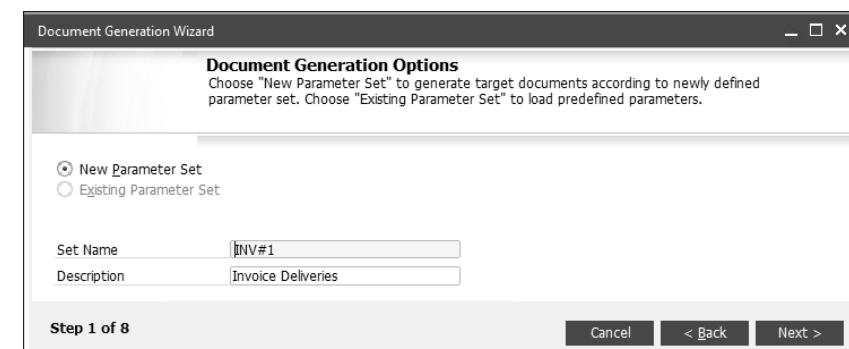 Document Generation Wizard
Document Generation Options
Choose "New Parameter Set" to generate target documents according to newly defined
parameter set. Choose "Existing Parameter Set" to load predefined parameters.
New Parameter Set
Existing Parameter Set
Set Name INV#1
Description Invoice Deliveries
Step 1 of 8 Cancel < Back Next >